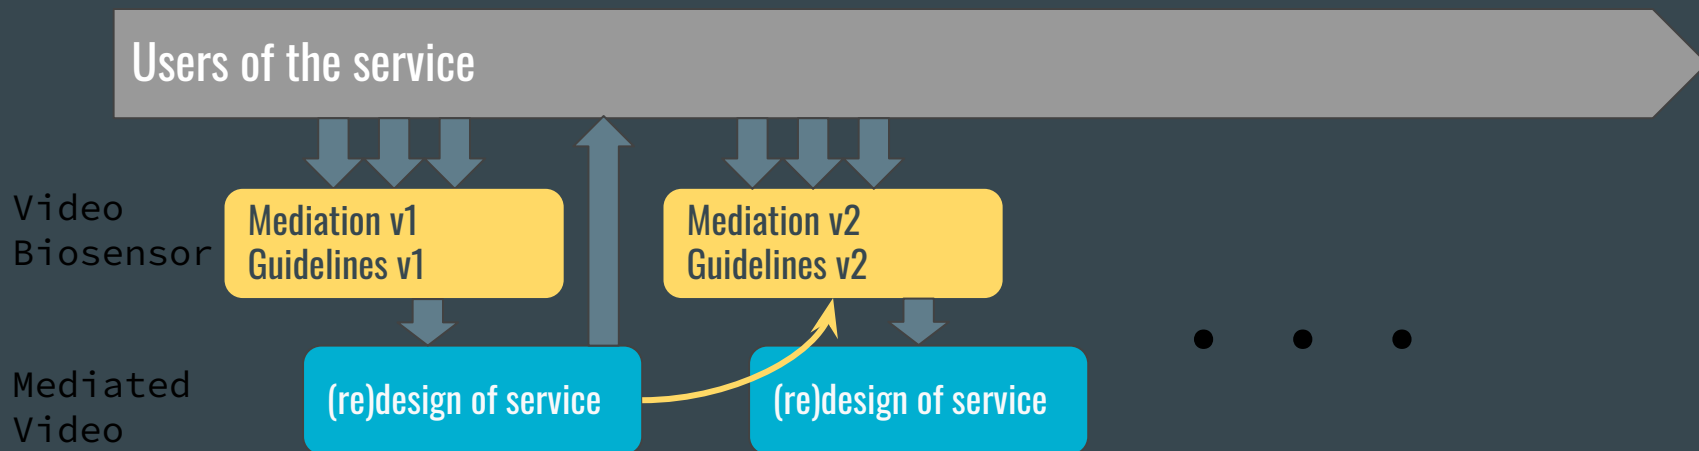 Users of the service
Video
Biosensor
Mediation v1
Guidelines v1
Mediation v2
Guidelines v2
Mediated
Video
(re)design of service
(re)design of service